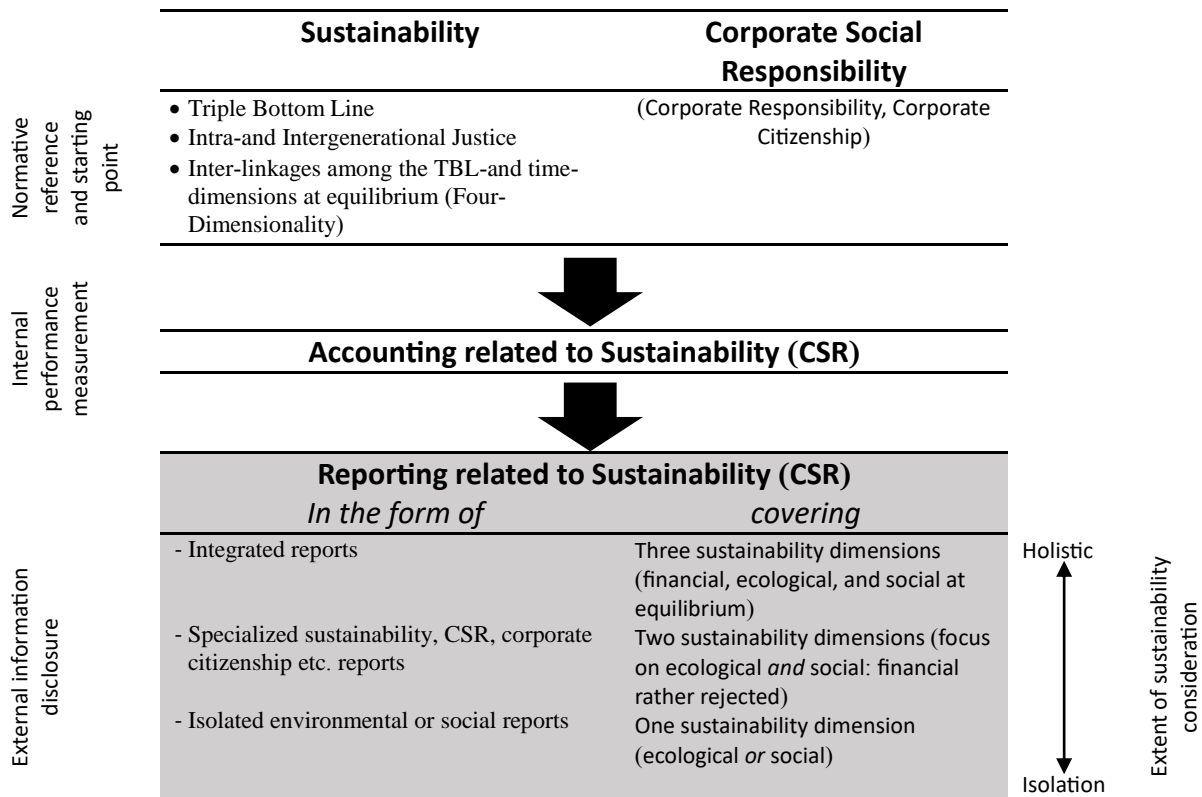 Sustainability
Corporate Social
Responsibility
Normative
reference
and starting
point
• Triple Bottom Line
• Intra-and Intergenerational Justice
• Inter-linkages among the TBL-and time-
dimensions at equilibrium (Four-
Dimensionality)
(Corporate Responsibility, Corporate
Citizenship)
Internal
performance
measurement
Accounting related to Sustainability (CSR)
Reporting related to Sustainability (CSR)
In the form of
covering
External information
disclosure
- Integrated reports
Three sustainability dimensions
(financial, ecological, and social at
equilibrium)
- Specialized sustainability, CSR, corporate
citizenship etc. reports
Two sustainability dimensions (focus
on ecological and social: financial
rather rejected)
- Isolated environmental or social reports
One sustainability dimension
(ecological or social)
Holistic
Isolation
Extent of sustainability
consideration